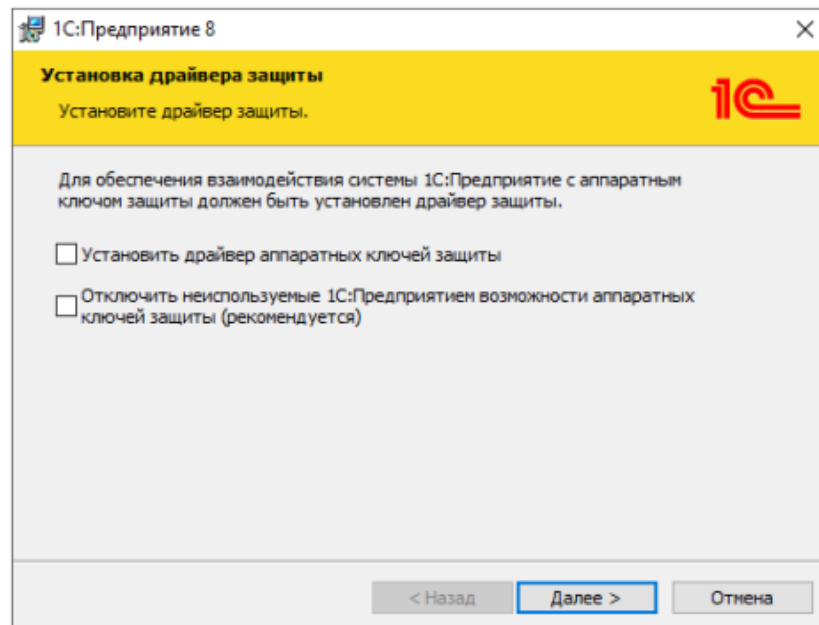 1С:Предприятие 8
Установка драйвера защиты
Установите драйвер защиты.
1С
Для обеспечения взаимодействия системы 1С:Предприятие с аппаратным
ключом защиты должен быть установлен драйвер защиты.
Установить драйвер аппаратных ключей защиты
Отключить неиспользуемые 1С:Предприятием возможности аппаратных
ключей защиты (рекомендуется)
< Назад
Далее >
Отмена